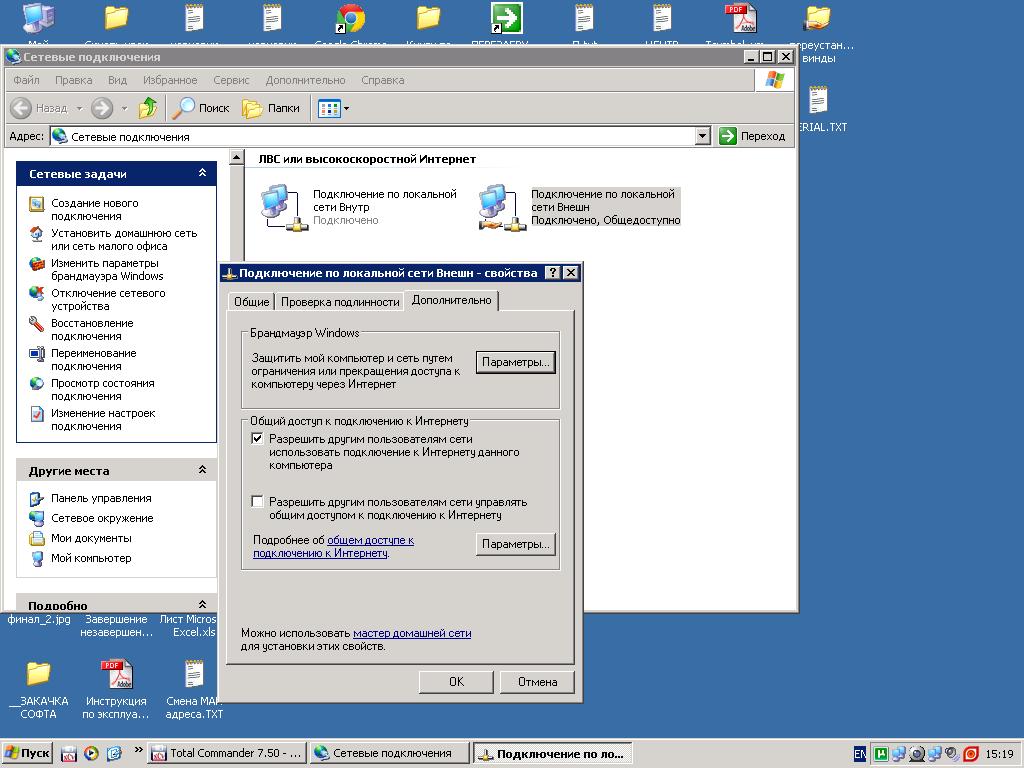 Google Chrome
переустан...
винды
ERIAL.TXT
Сетевые подключения
Файл Правка Вид Избранное Сервис Дополнительно Справка
Назад Поиск Папки
Адрес: Сетевые подключения Переход
Сетевые задачи
Создание нового
подключения
Установить домашнюю сеть
или сеть малого офиса
Изменить параметры
брандмауэра Windows
Отключение сетевого
устройства
Восстановление
подключения
Переименование
подключения
Просмотр состояния
подключения
Изменение настроек
подключения
Другие места
Панель управления
Сетевое окружение
Мои документы
Мой компьютер
Подробно
ЛВС или высокоскоростной Интернет
Подключение по локальной
сети Внутр
Подключено
Подключение по локальной
сети Внешн
Подключено, Общедоступно
Подключение по локальной сети Внешн - свойства
Общие Проверка подлинности Дополнительно
Брандмауэр Windows
Защитить мой компьютер и сеть путем
ограничения или прекращения доступа к
компьютеру через Интернет
Параметры...
Общий доступ к подключению к Интернету
Разрешить другим пользователям сети
использовать подключение к Интернету данного
компьютера
Разрешить другим пользователям сети управлять
общим доступом к подключению к Интернету
Подробнее об общем доступе к
подключению к Интернету.
Параметры...
Можно использовать мастер домашней сети
для установки этих свойств.
OK Отмена
финал_2.jpg
Завершение
незавершен...
Лист Micros
Excel.xls
__ЗАКАЧКА
СОФТА
Инструкция
по эксплуа...
Смена МАС
адреса.TXT
Пуск
Total Commander 7.50 - ...
Сетевые подключения
Подключение по ло...
EN
15:19